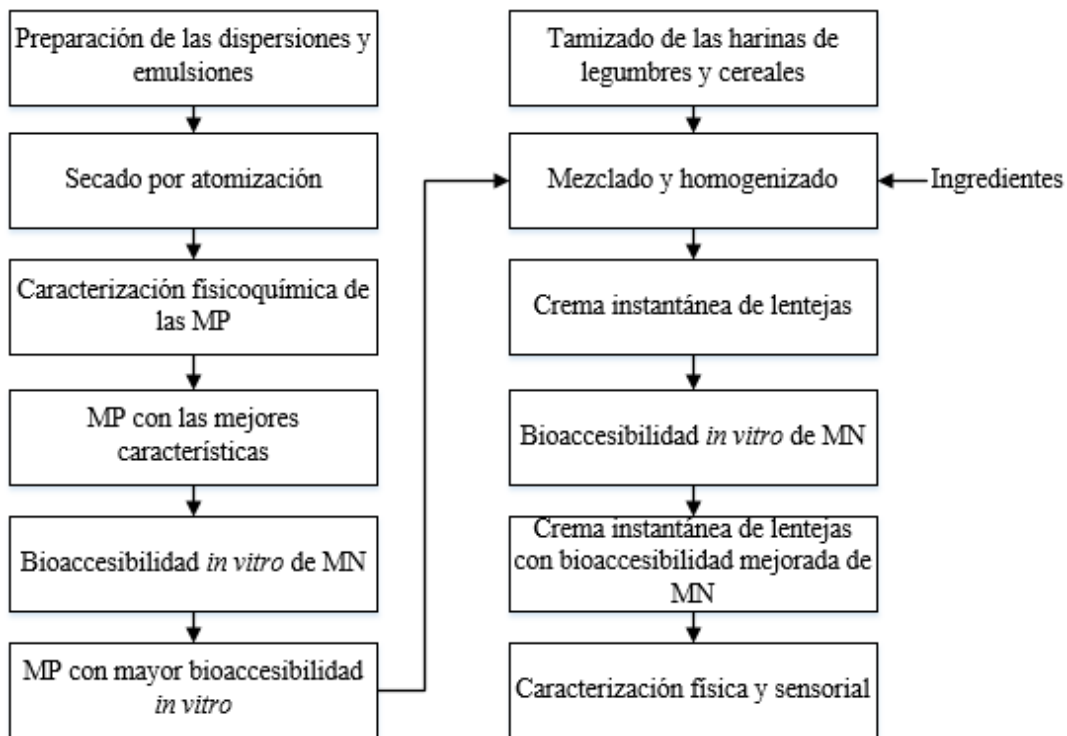 Preparación de las dispersiones y
emulsiones
Secado por atomización
Caracterización físicoquímica de
las MP
MP con las mejores
características
Bioaccesibilidad in vitro de MN
MP con mayor bioaccesibilidad
in vitro
Tamizado de las harinas de
legumbres y cereales
Mezclado y homogenizado
Ingredientes
Crema instantánea de lentejas
Bioaccesibilidad in vitro de MN
Crema instantánea de lentejas
con bioaccesibilidad mejorada de
MN
Caracterización física y sensorial